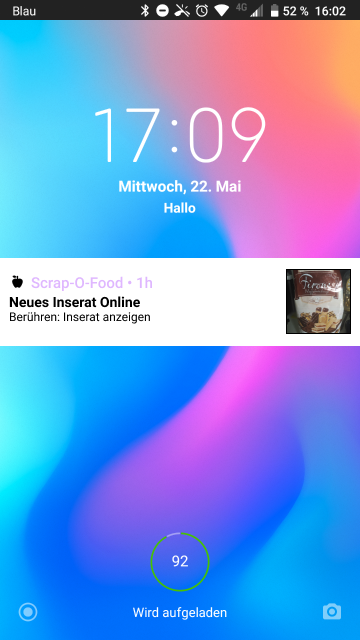 Blau 4G 52 % 16:02
17:09
Mittwoch, 22. Mai
Hallo
Scrap-O-Food • 1h
Neues Inserat Online
Berühren: Inserat anzeigen
92
Wird aufgeladen